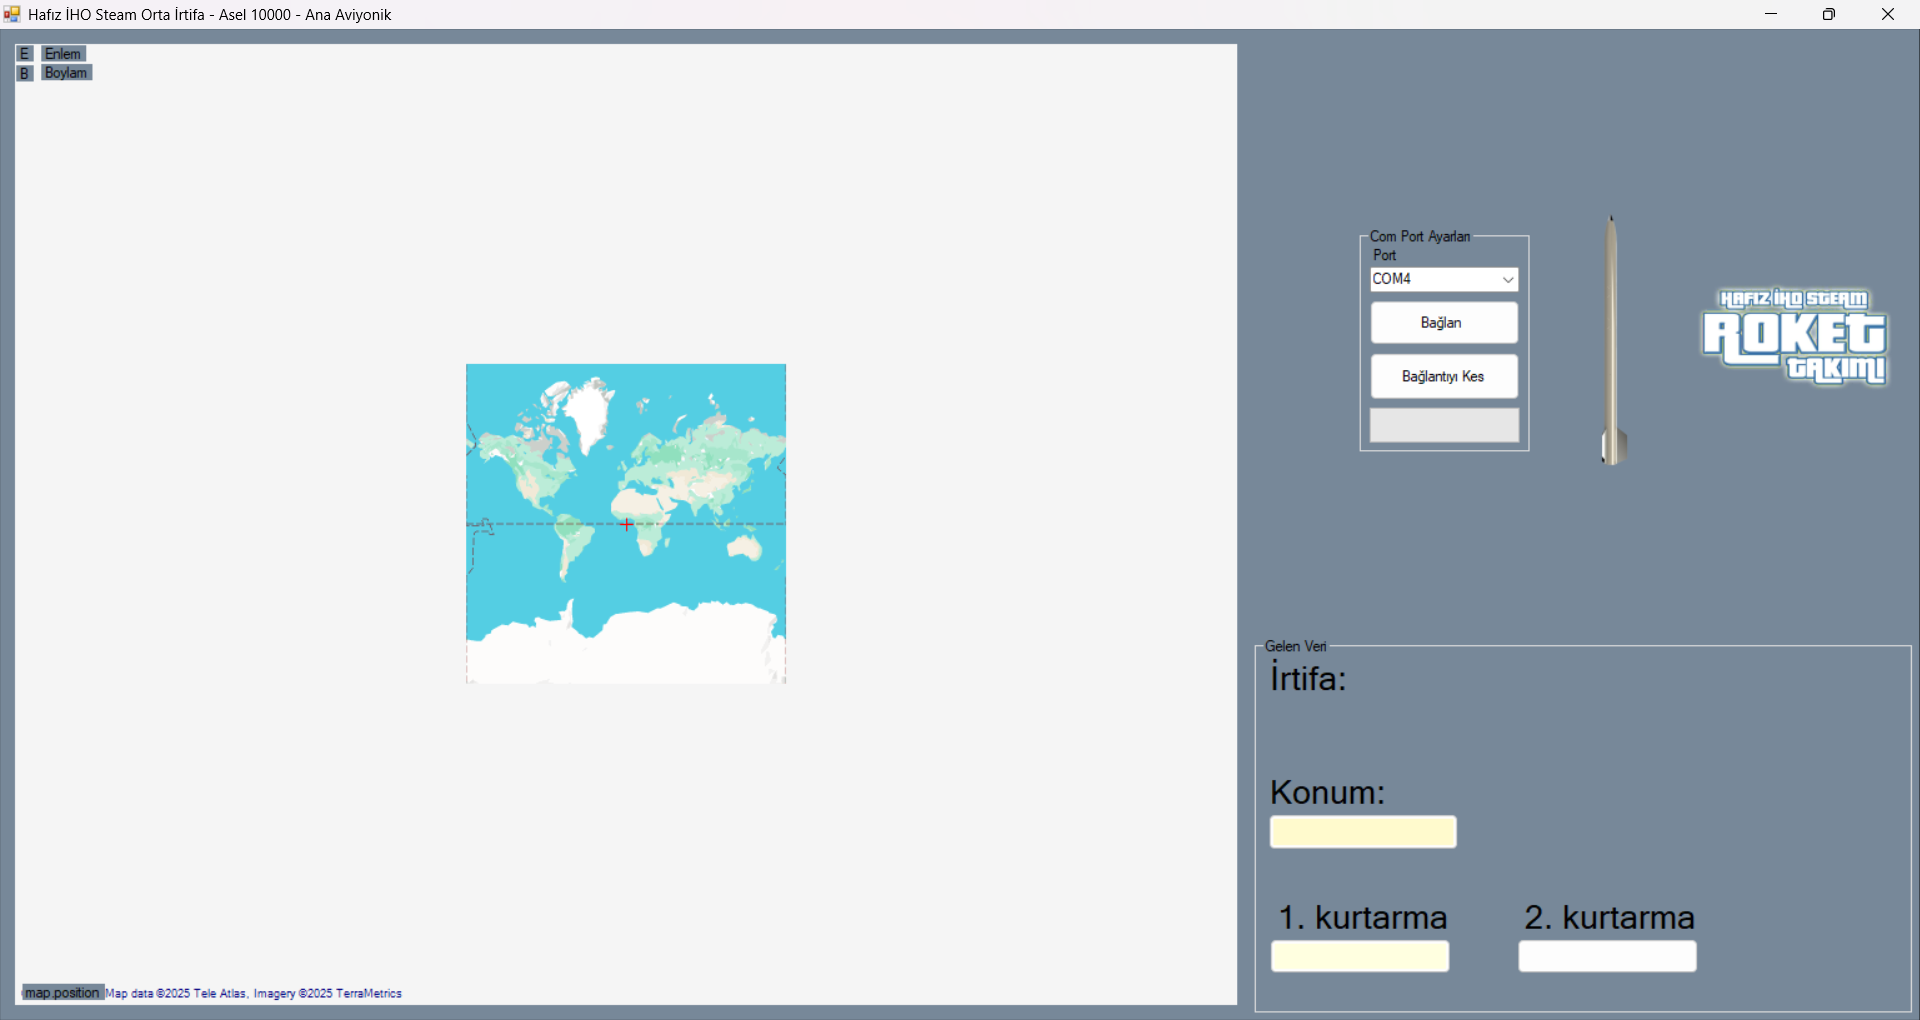 Hafız İHO Steam Orta İrtifa - Asel 10000 - Ana Aviyonik
E Enlem
B Boylam
Com Port Ayarları
Port
COM4
Bağlan
Bağlantıyı Kes
HAFIZ İHO STEAM
ROKET
TAKIMI
Gelen Veri
İrtifa:
Konum:
1. kurtarma 2. kurtarma
map.position Map data ©2025 Tele Atlas, Imagery ©2025 TerraMetrics